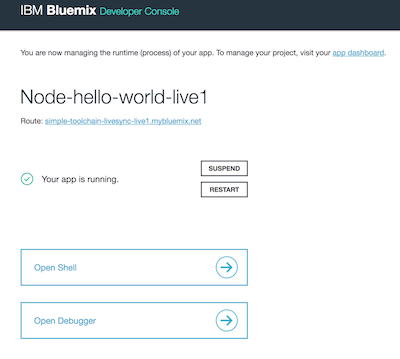 IBM Bluemix Developer Console
You are now managing the runtime (process) of your app. To manage your project, visit your app dashboard.
Node-hello-world-live1
Route: simple-toolchain-livesync-live1.mybluemix.net
Your app is running.
SUSPEND
RESTART
Open Shell
Open Debugger